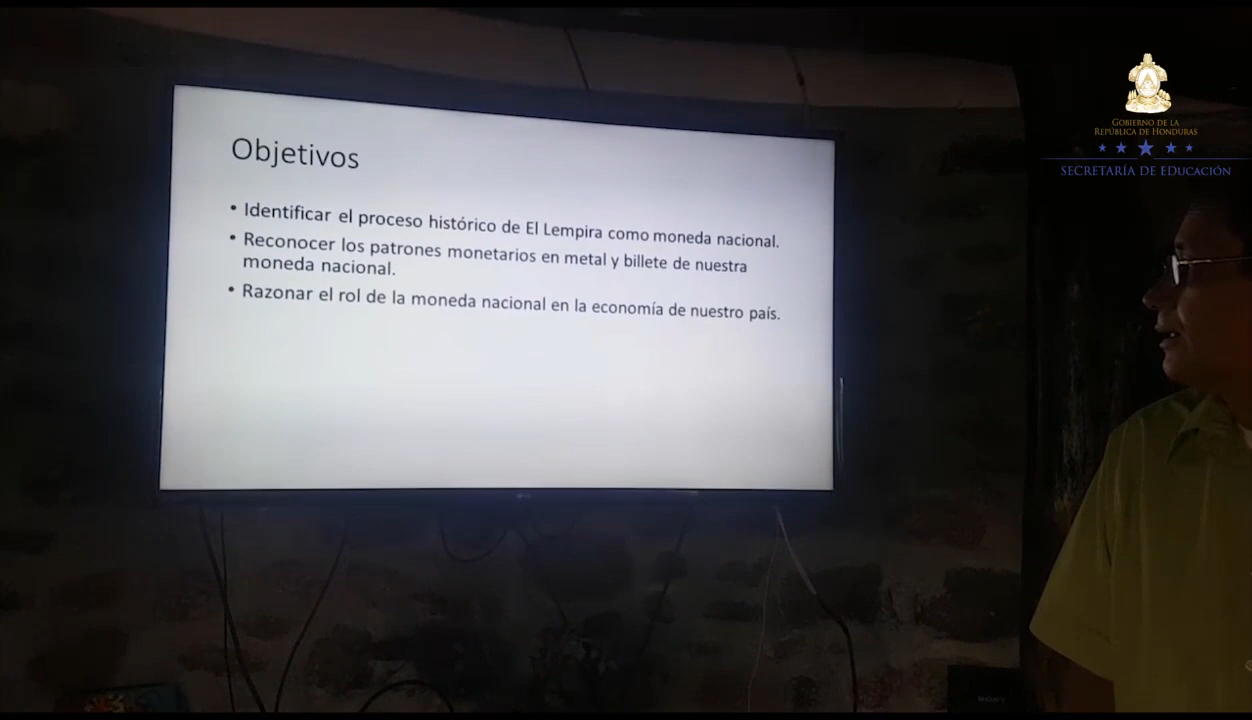 Objetivos
• Identificar el proceso histórico de El Lempira como moneda nacional.
• Reconocer los patrones monetarios en metal y billete de nuestra
moneda nacional.
• Razonar el rol de la moneda nacional en la economía de nuestro país.
GOBIERNO DE LA
REPÚBLICA DE HONDURAS
SECRETARÍA DE EDUCACIÓN